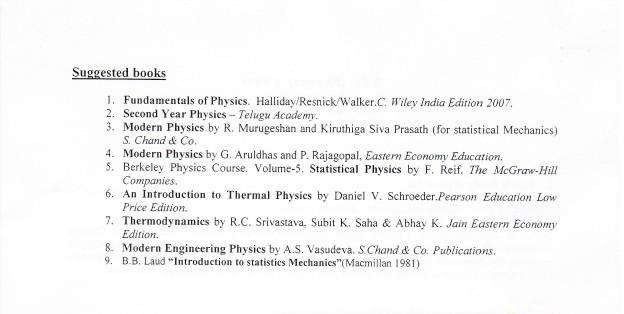 Suggested books
1. Fundamentals of Physics. Halliday/Resnick/Walker.C. Wiley India Edition 2007.
2. Second Year Physics – Telugu Academy.
3. Modern Physics by R. Murugeshan and Kiruthiga Siva Prasath (for statistical Mechanics)
S. Chand & Co.
4. Modern Physics by G. Aruldhas and P. Rajagopal, Eastern Economy Education.
5. Berkeley Physics Course. Volume-5. Statistical Physics by F. Reif. The McGraw-Hill
Companies.
6. An Introduction to Thermal Physics by Daniel V. Schroeder.Pearson Education Low
Price Edition.
7. Thermodynamics by R.C. Srivastava, Subit K. Saha & Abhay K. Jain Eastern Economy
Edition.
8. Modern Engineering Physics by A.S. Vasudeva. S.Chand & Co. Publications.
9. B.B. Laud “Introduction to statistics Mechanics”(Macmillan 1981)